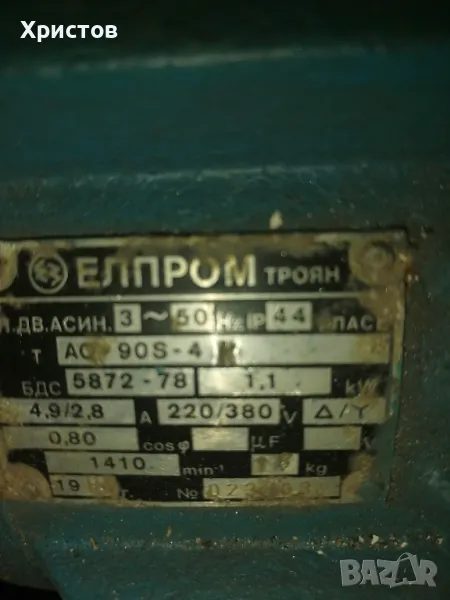 Христов
ЕЛПРОМ ТРОЯН
ДВ.АСИН. 3~50 Hz IP 44
Т АО 90S-4
БДС 5872-78 1,1 kW
4,9/2,8 A 220/380 V Δ/Y
0,80 cosφ μF V
1410 min⁻¹ kg
19 г. №
BAZAR